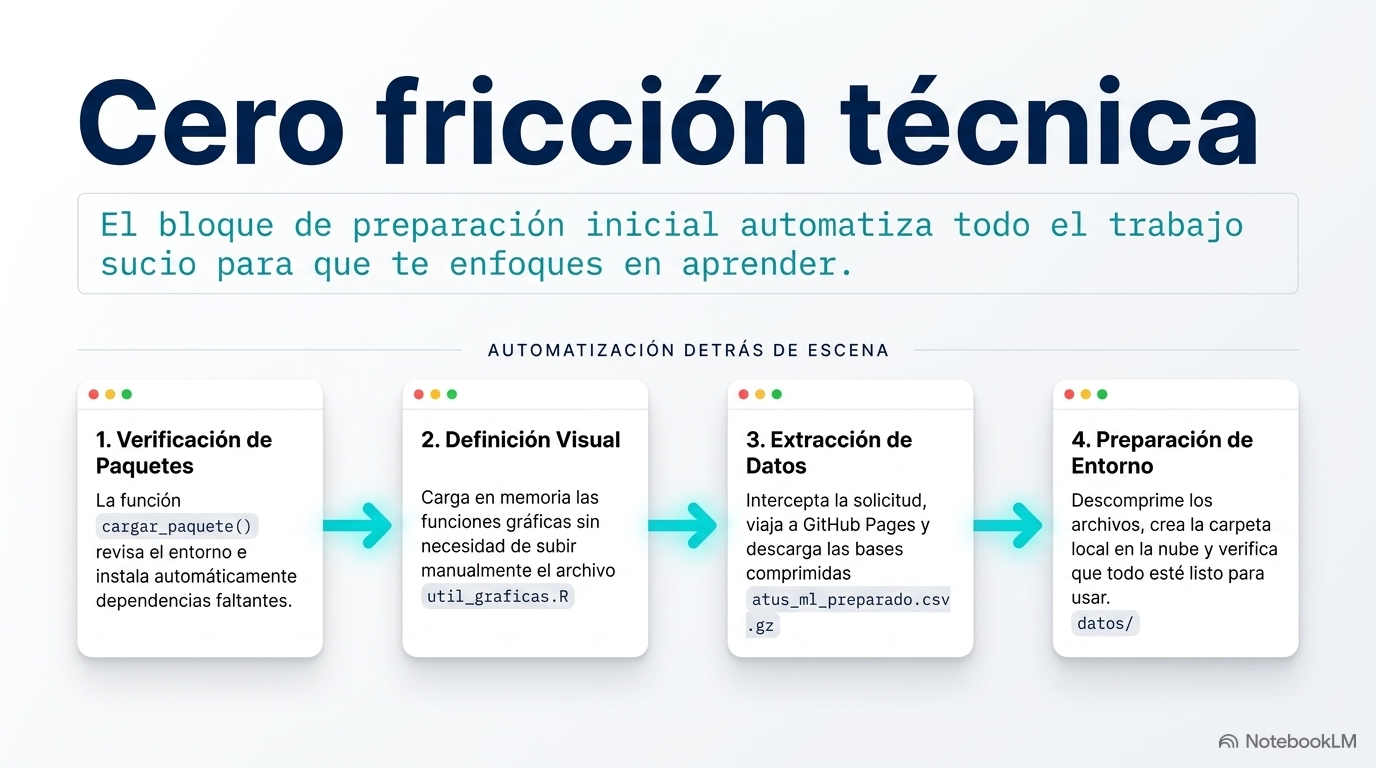 Cero fricción técnica
El bloque de preparación inicial automatiza todo el trabajo
sucio para que te enfoques en aprender.
AUTOMATIZACIÓN DETRÁS DE ESCENA
1. Verificación de
Paquetes
La función
cargar_paquete()
revisa el entorno e
instala automáticamente
dependencias faltantes.
2. Definición Visual
Carga en memoria las
funciones gráficas sin
necesidad de subir
manualmente el archivo
util_graficas.R
3. Extracción de
Datos
Intercepta la solicitud,
viaja a GitHub Pages y
descarga las bases
comprimidas
atus_ml_preparado.csv
.gz
4. Preparación de
Entorno
Descomprime los
archivos, crea la carpeta
local en la nube y verifica
que todo esté listo para
usar.
datos/
NotebookLM